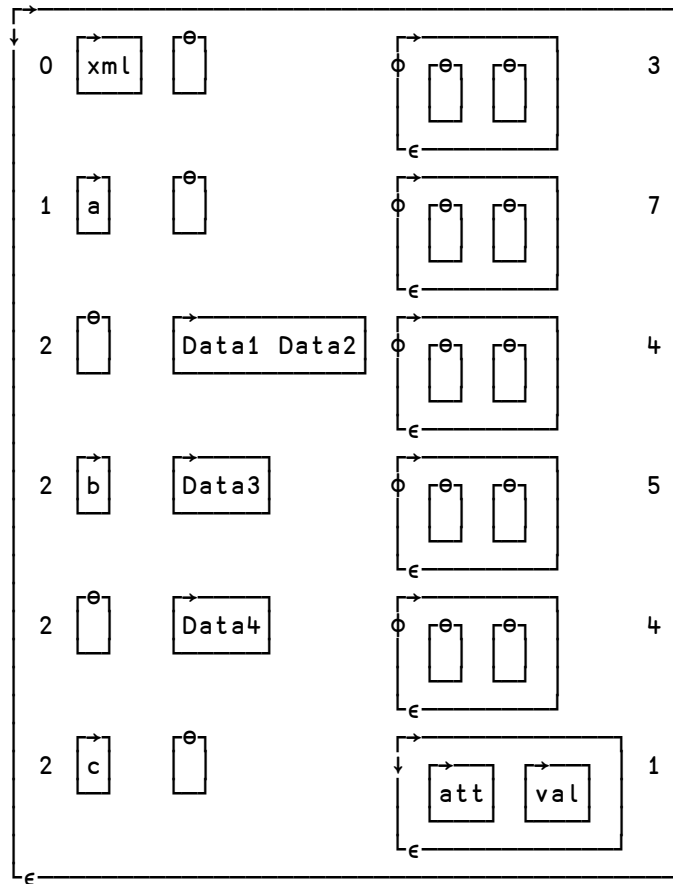 0 xml ⊖ ⊖ ⊖ 3
1 a ⊖ ⊖ ⊖ 7
2 ⊖ Data1 Data2 ⊖ ⊖ 4
2 b Data3 ⊖ ⊖ 5
2 ⊖ Data4 ⊖ ⊖ 4
2 c ⊖ att val 1